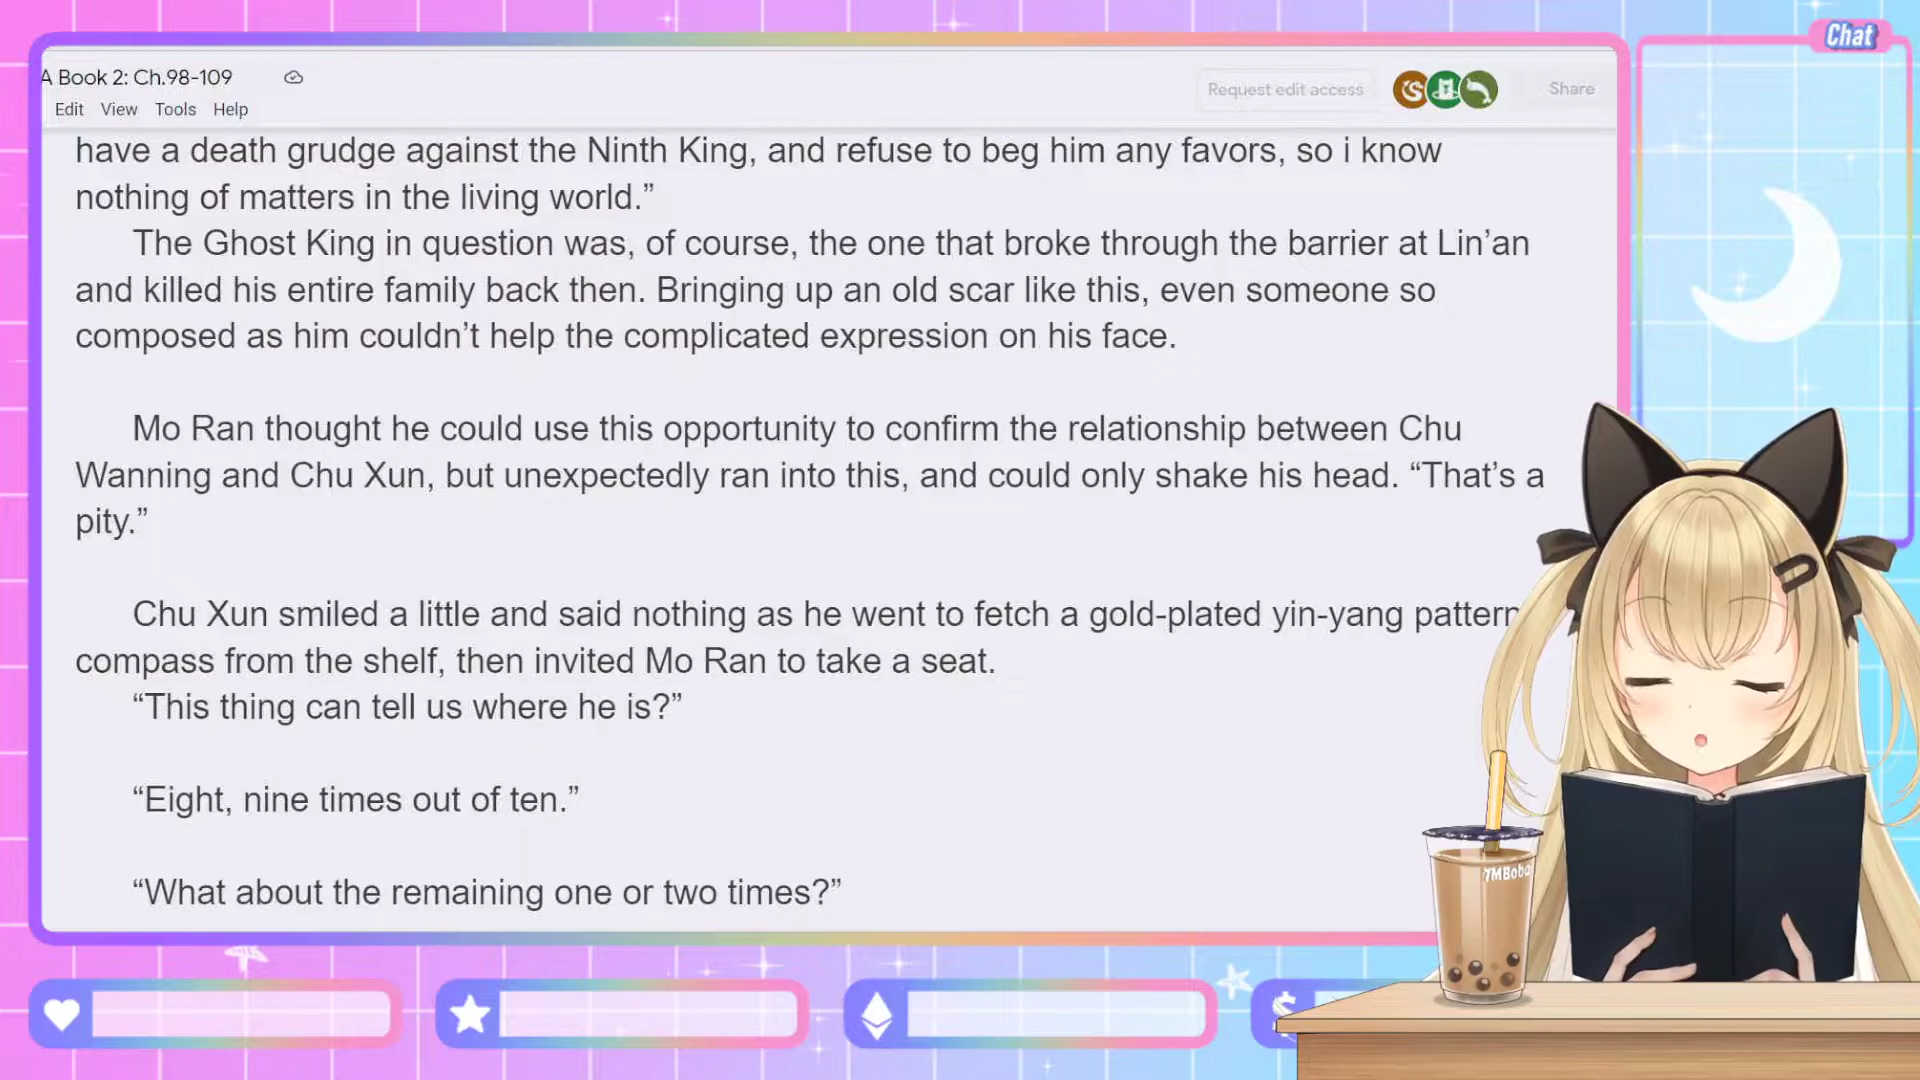 Chat
A Book 2: Ch.98-109
Request edit access
Share
Edit View Tools Help
have a death grudge against the Ninth King, and refuse to beg him any favors, so i know
nothing of matters in the living world.”
The Ghost King in question was, of course, the one that broke through the barrier at Lin’an
and killed his entire family back then. Bringing up an old scar like this, even someone so
composed as him couldn’t help the complicated expression on his face.
Mo Ran thought he could use this opportunity to confirm the relationship between Chu
Wanning and Chu Xun, but unexpectedly ran into this, and could only shake his head. “That’s a
pity.”
Chu Xun smiled a little and said nothing as he went to fetch a gold-plated yin-yang pattern
compass from the shelf, then invited Mo Ran to take a seat.
“This thing can tell us where he is?”
“Eight, nine times out of ten.”
“What about the remaining one or two times?”
7MBoba